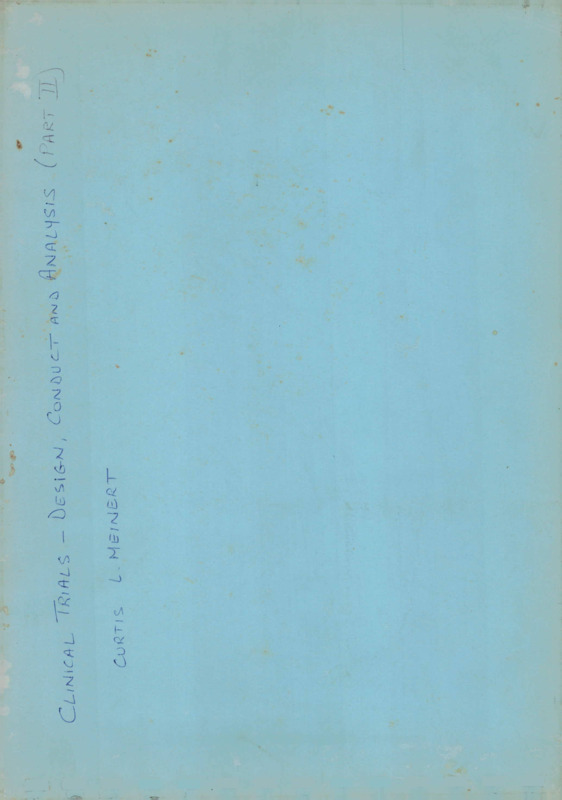 CLINICAL TRIALS – DESIGN, CONDUCT AND ANALYSIS (PART II)
CURTIS L. MEINERT